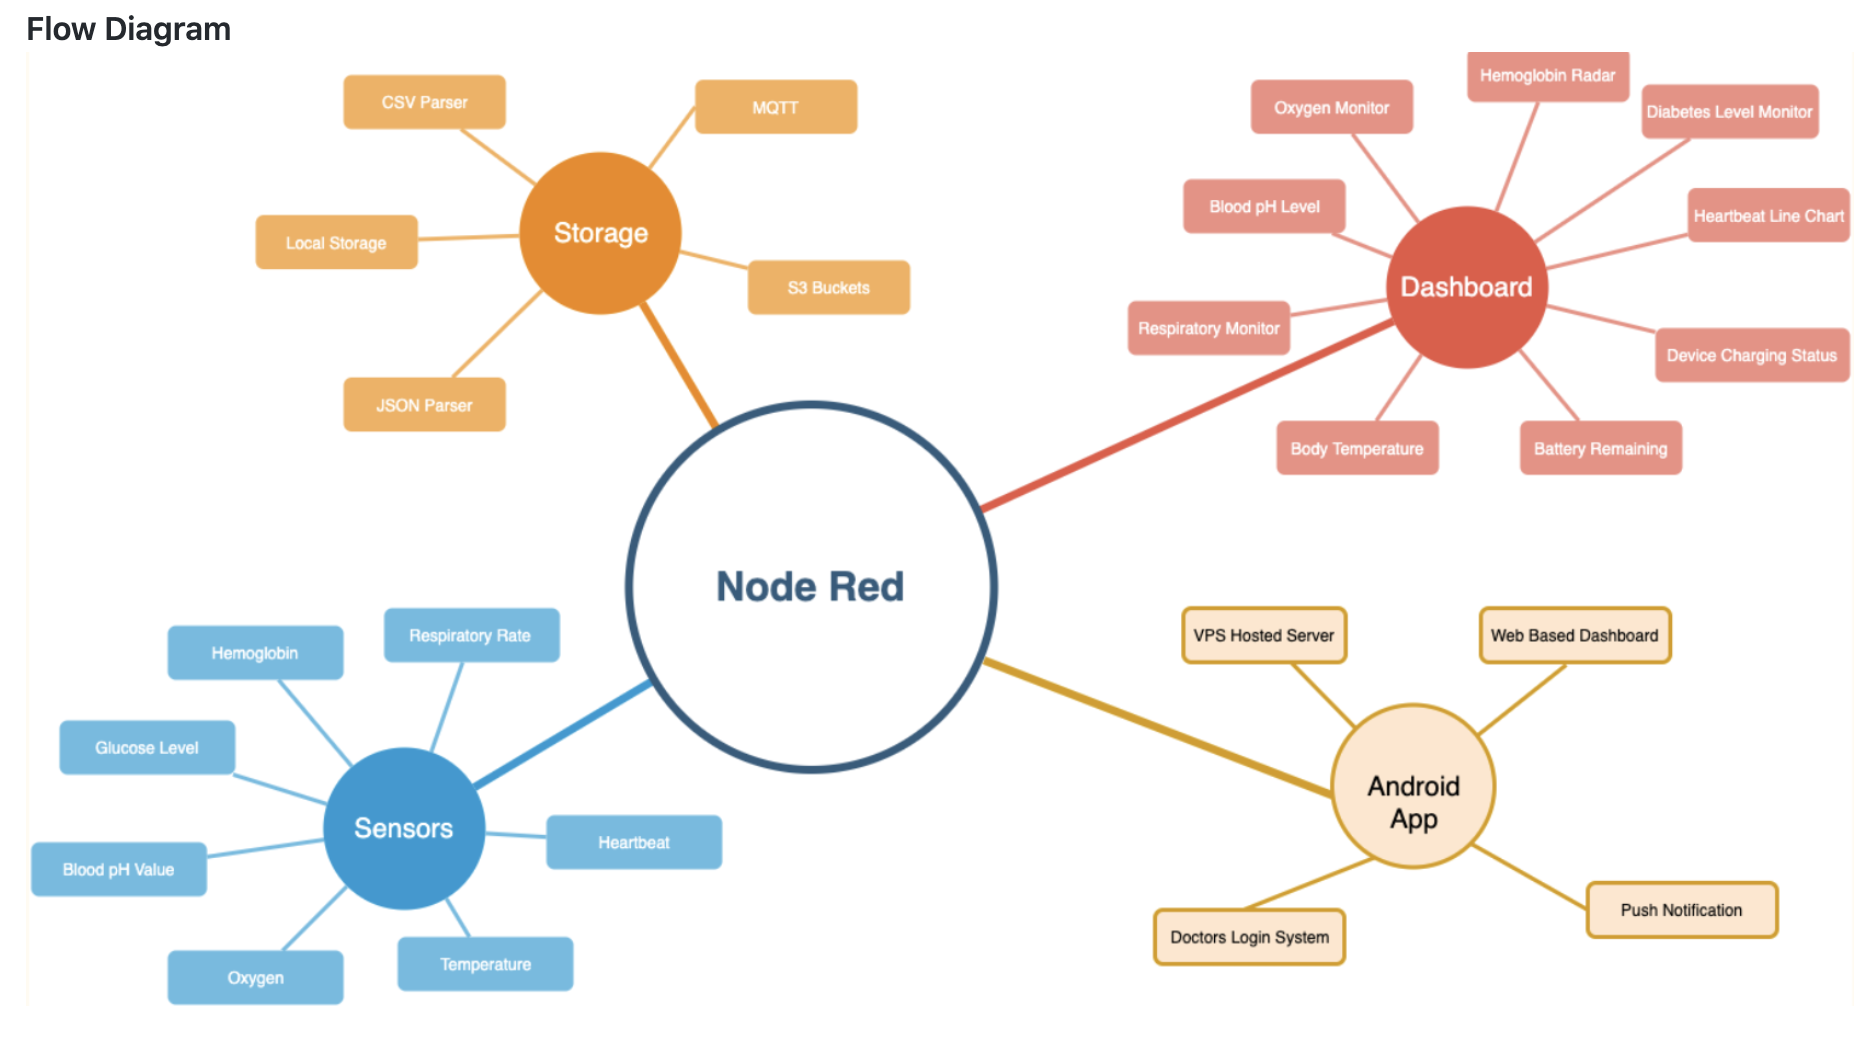 Flow Diagram
CSV Parser
MQTT
Storage
Local Storage
S3 Buckets
JSON Parser
Hemoglobin Radar
Oxygen Monitor
Diabetes Level Monitor
Blood pH Level
Heartbeat Line Chart
Dashboard
Respiratory Monitor
Device Charging Status
Body Temperature
Battery Remaining
Node Red
Respiratory Rate
Hemoglobin
Glucose Level
Sensors
Heartbeat
Blood pH Value
Temperature
Oxygen
VPS Hosted Server
Web Based Dashboard
Android
App
Push Notification
Doctors Login System